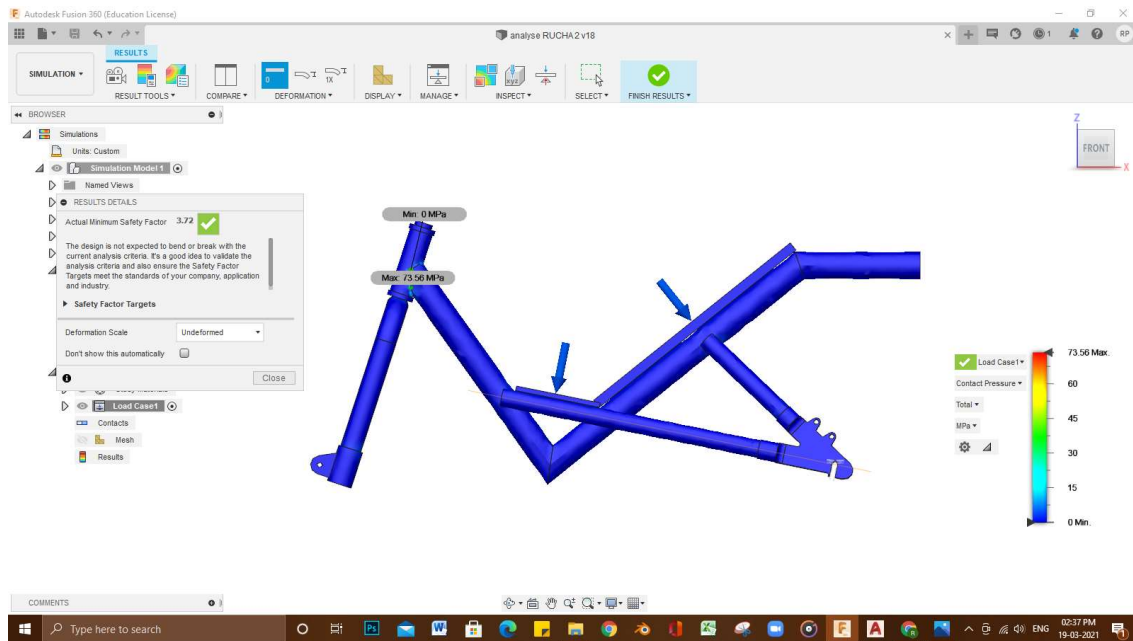 Autodesk Fusion 360 (Education License)
analyse RUCHA 2 v18
1
RP
RESULTS
SIMULATION
0
1X
xyz
RESULT TOOLS
COMPARE
DEFORMATION
DISPLAY
MANAGE
INSPECT
SELECT
FINISH RESULTS
BROWSER
Simulations
Units: Custom
Simulation Model 1
Named Views
RESULTS DETAILS
Actual Minimum Safety Factor 3.72
The design is not expected to bend or break with the
current analysis criteria. It's a good idea to validate the
analysis criteria and also ensure the Safety Factor
Targets meet the standards of your company, application
and industry.
Safety Factor Targets
Deformation Scale Undeformed
Don't show this automatically
Close
Load Case1
Contacts
Mesh
Results
Min: 0 MPa
Max: 73.56 MPa
Z
FRONT
X
Load Case1
Contact Pressure
Total
MPa
73.56 Max.
60
45
30
15
0 Min.
COMMENTS
Type here to search
ENG
02:37 PM
19-03-2021